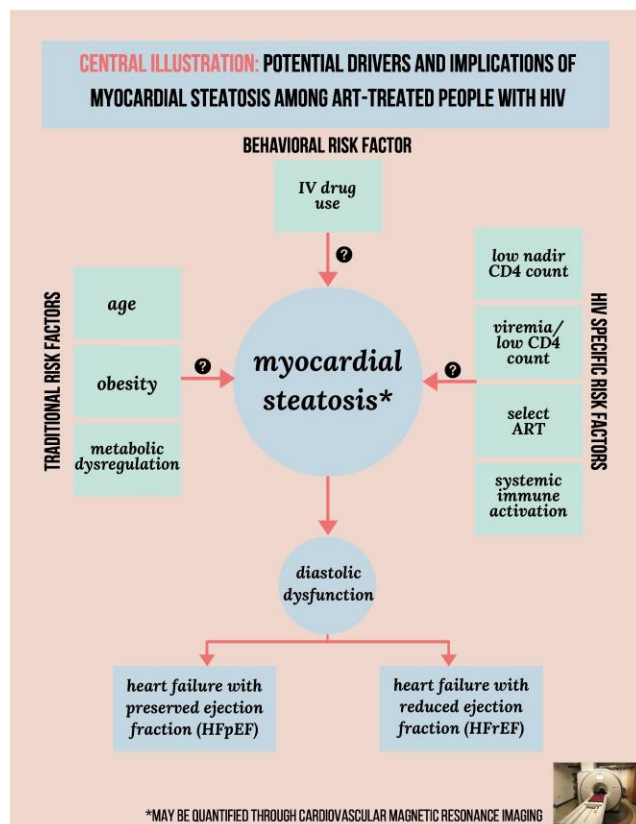 CENTRAL ILLUSTRATION: POTENTIAL DRIVERS AND IMPLICATIONS OF
MYOCARDIAL STEATOSIS AMONG ART-TREATED PEOPLE WITH HIV
BEHAVIORAL RISK FACTOR
IV drug
use
?
TRADITIONAL RISK FACTORS
age
obesity
metabolic
dysregulation
?
myocardial
steatosis*
?
low nadir
CD4 count
viremia/
low CD4
count
select
ART
systemic
immune
activation
HIV SPECIFIC RISK FACTORS
diastolic
dysfunction
heart failure with
preserved ejection
fraction (HFpEF)
heart failure with
reduced ejection
fraction (HFrEF)
*MAY BE QUANTIFIED THROUGH CARDIOVASCULAR MAGNETIC RESONANCE IMAGING